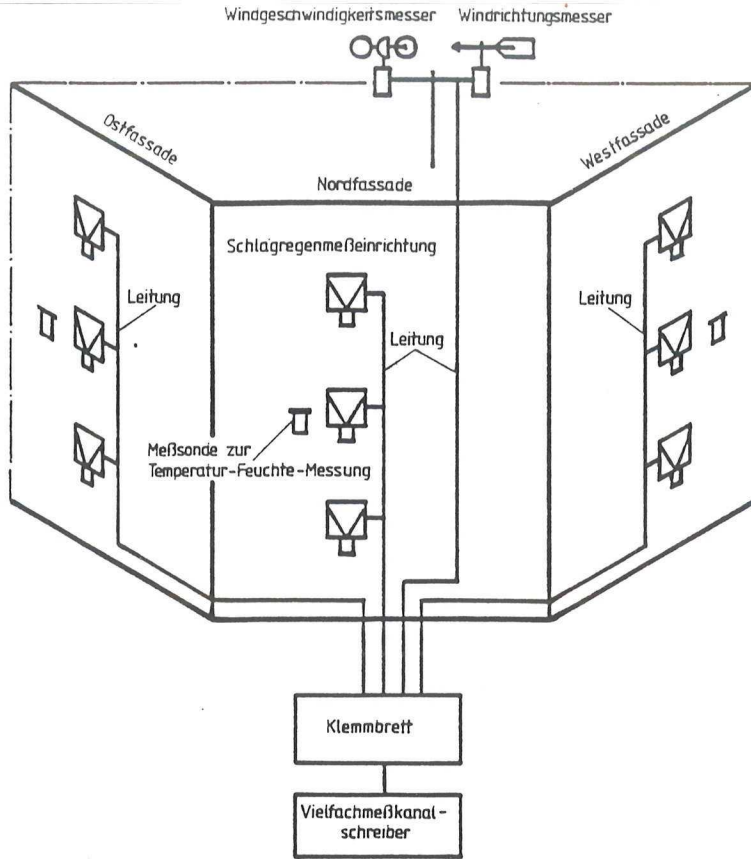 Windgeschwindigkeitsmesser
Windrichtungsmesser
Ostfassade
Westfassade
Nordfassade
Schlagregenmeßeinrichtung
Leitung
Leitung
Leitung
Meßsonde zur
Temperatur-Feuchte-Messung
Klemmbrett
Vielfachmeßkanal-
schreiber